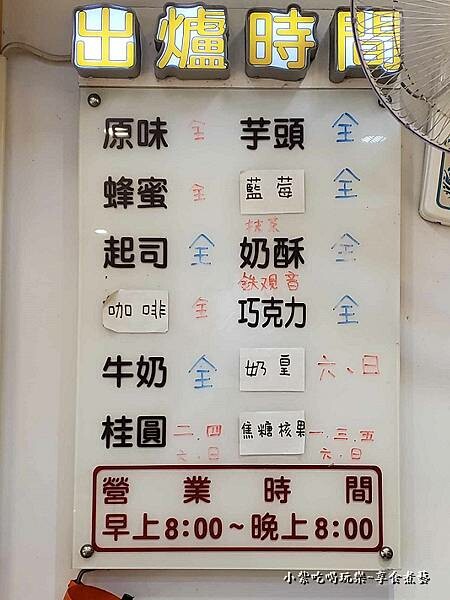 出爐時間
原味 全 芋頭 全
蜂蜜 全 藍莓 全
抹茶
起司 全 奶酥 全
鉄观音
咖啡 全 巧克力 全
牛奶 全 奶皇 六、日
桂圓 二.四 焦糖核果 一.三.五
六.日 六.日
營業時間
早上8:00~晚上8:00
小紫吃喝玩樂-享食煮藝